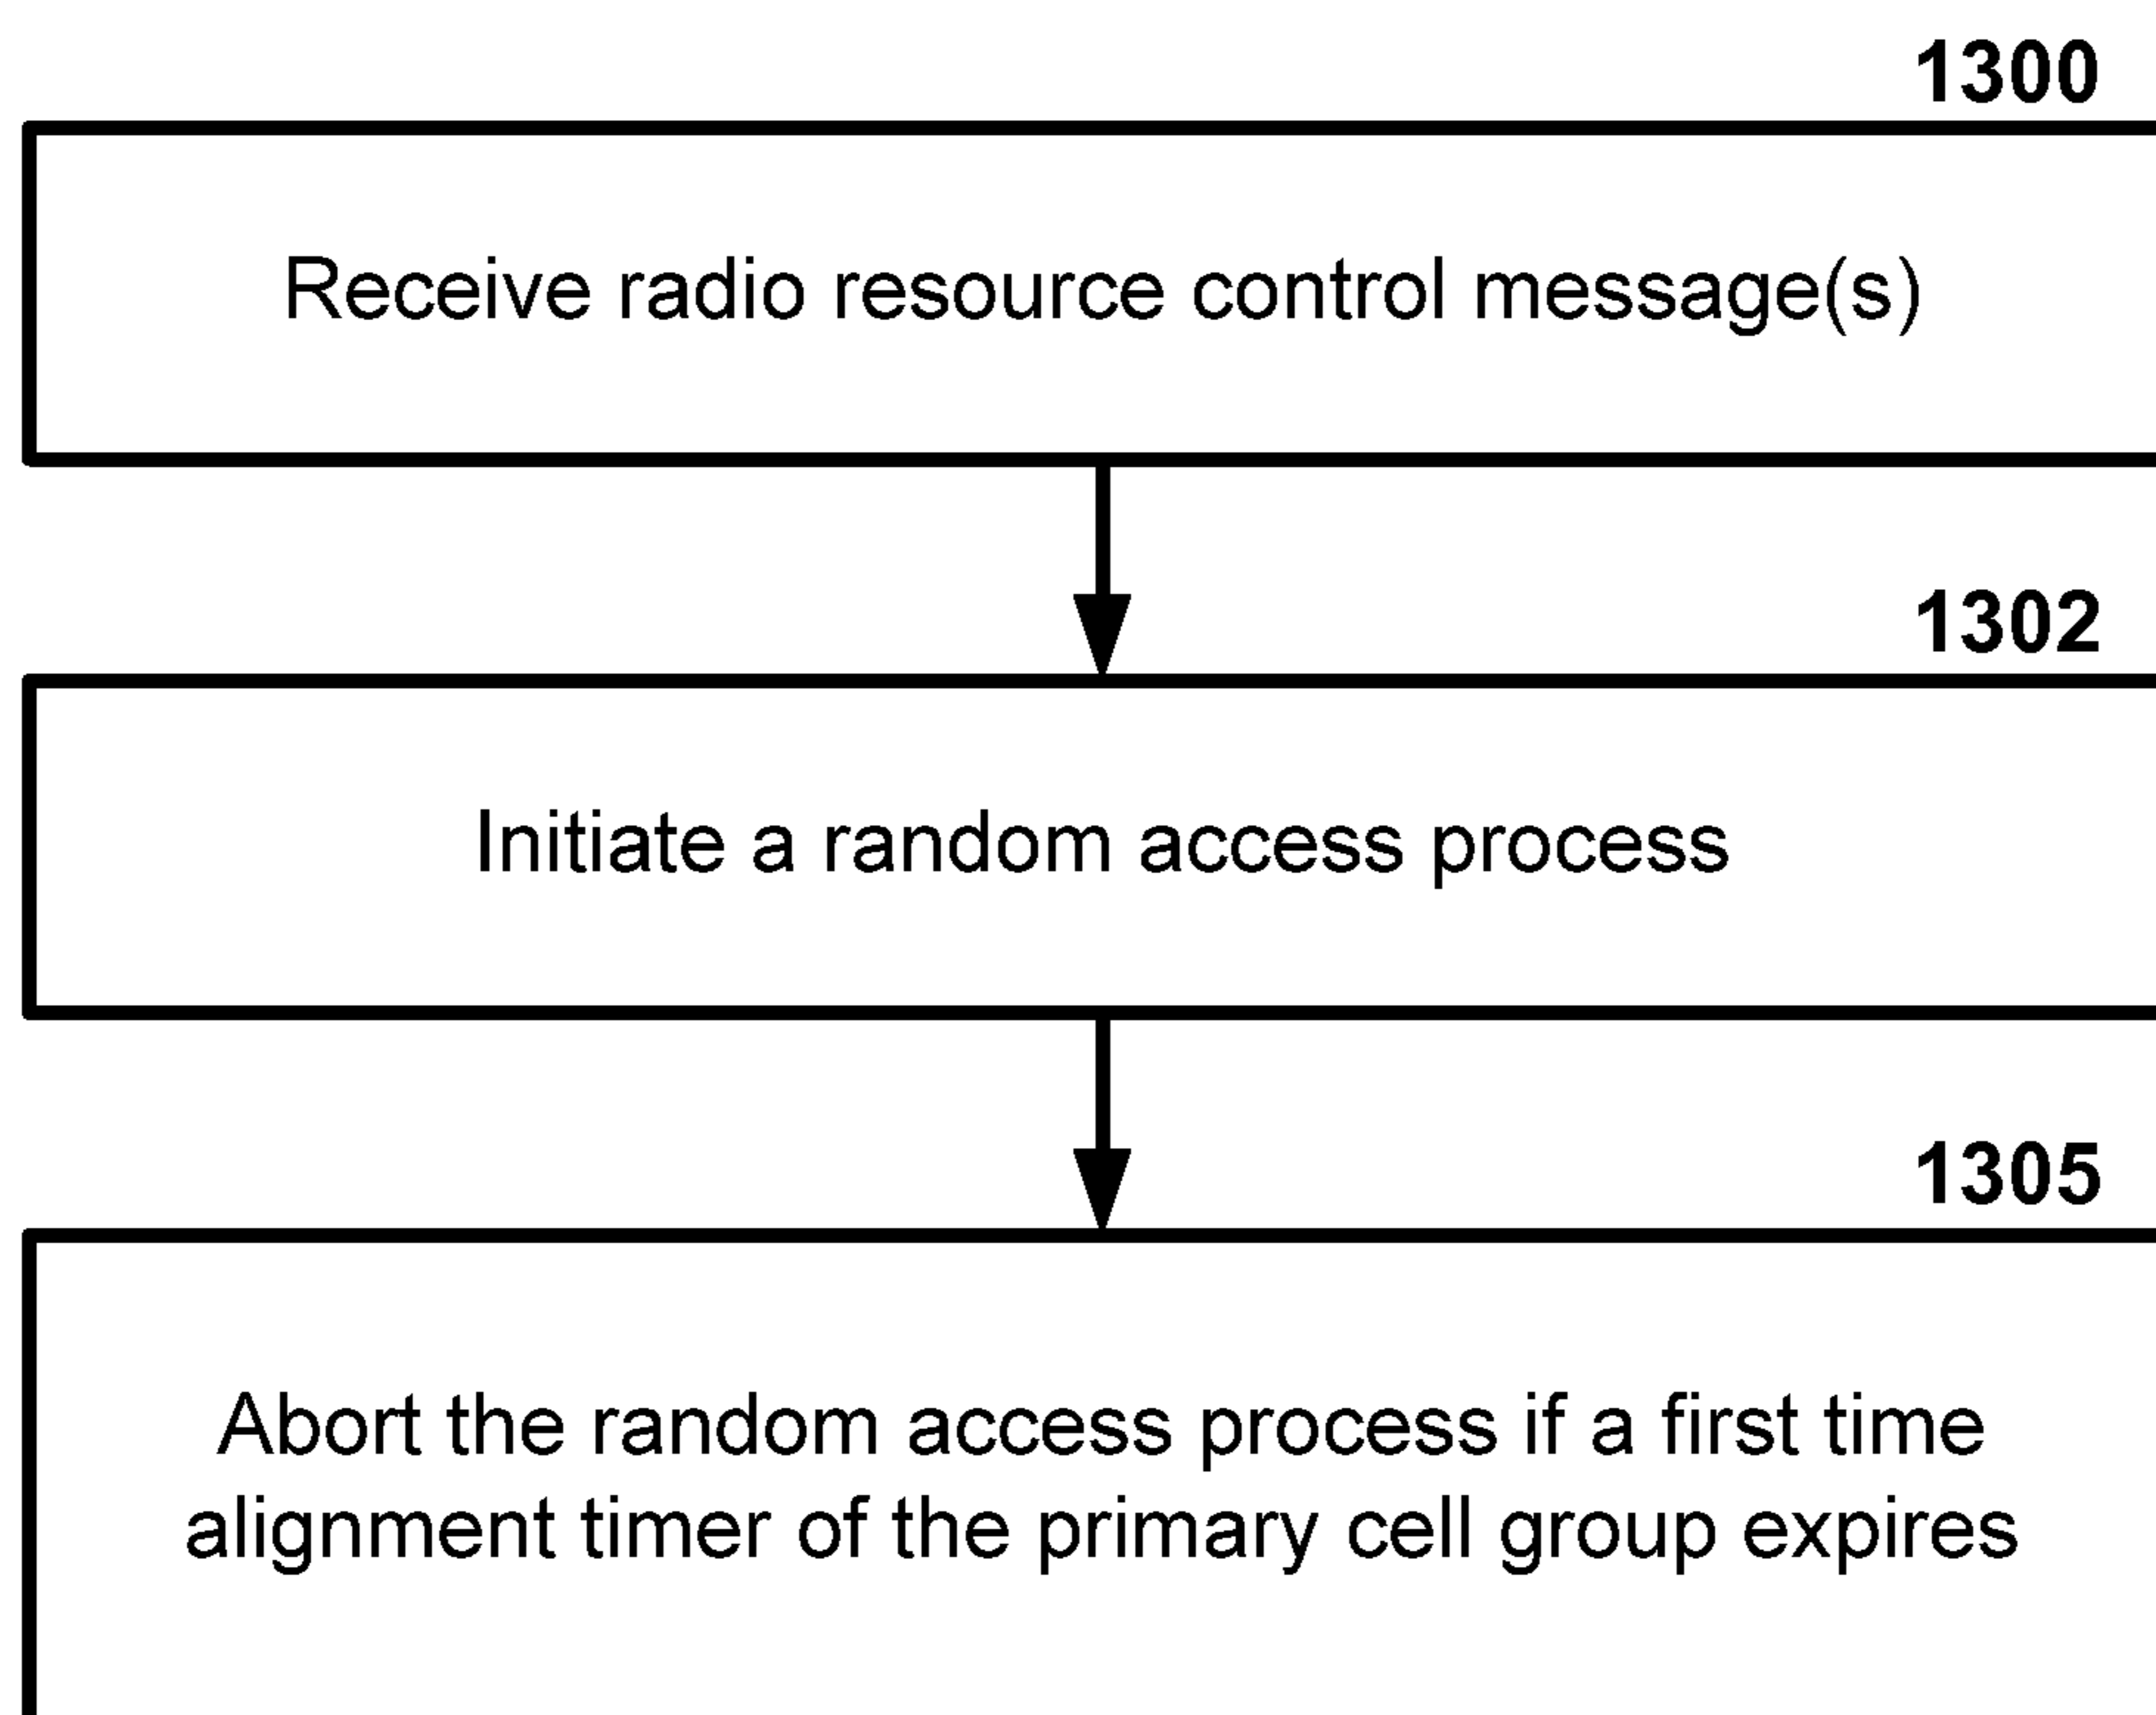 1300
Receive radio resource control message(s)
1302
Initiate a random access process
1305
Abort the random access process if a first time
alignment timer of the primary cell group expires